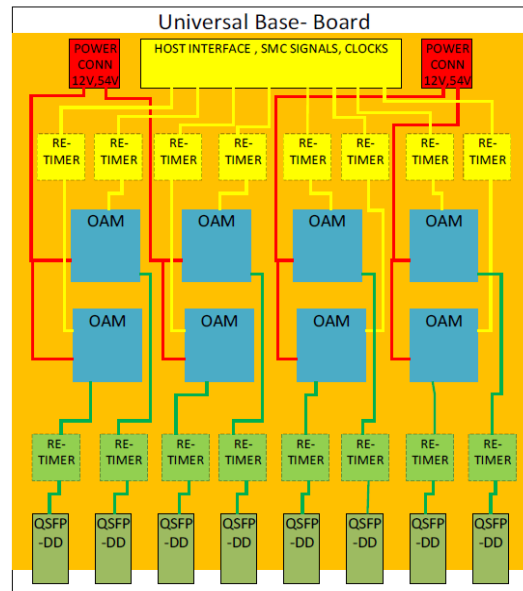 Universal Base- Board
POWER
CONN
12V,54V
HOST INTERFACE , SMC SIGNALS, CLOCKS
POWER
CONN
12V,54V
RE-
TIMER
RE-
TIMER
RE-
TIMER
RE-
TIMER
RE-
TIMER
RE-
TIMER
RE-
TIMER
RE-
TIMER
OAM
OAM
OAM
OAM
OAM
OAM
OAM
OAM
RE-
TIMER
RE-
TIMER
RE-
TIMER
RE-
TIMER
RE-
TIMER
RE-
TIMER
RE-
TIMER
RE-
TIMER
QSFP
-DD
QSFP
-DD
QSFP
-DD
QSFP
-DD
QSFP
-DD
QSFP
-DD
QSFP
-DD
QSFP
-DD